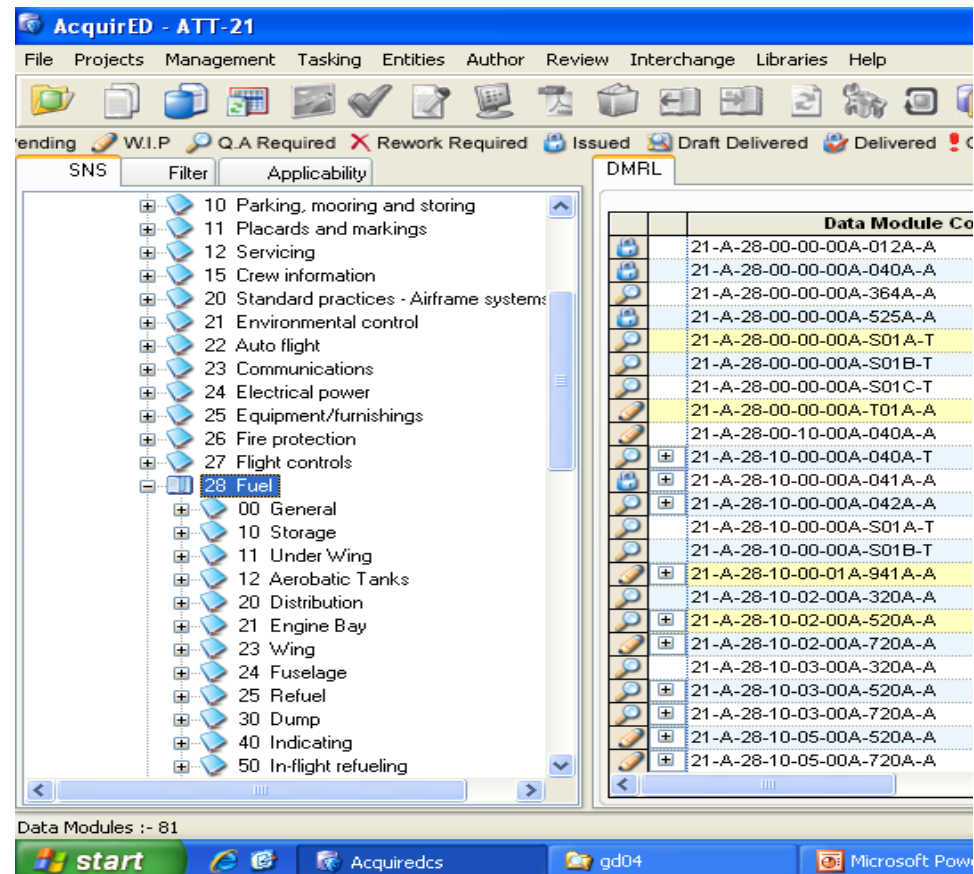 AcquirED - ATT-21
File Projects Management Tasking Entities Author Review Interchange Libraries Help
W.I.P Q.A Required Rework Required Issued Draft Delivered Delivered
SNS Filter Applicability
10 Parking, mooring and storing
11 Placards and markings
12 Servicing
15 Crew information
20 Standard practices - Airframe systems
21 Environmental control
22 Auto flight
23 Communications
24 Electrical power
25 Equipment/furnishings
26 Fire protection
27 Flight controls
28 Fuel
00 General
10 Storage
11 Under Wing
12 Aerobatic Tanks
20 Distribution
21 Engine Bay
23 Wing
24 Fuselage
25 Refuel
30 Dump
40 Indicating
50 In-flight refueling
DMRL
Data Module Co
21-A-28-00-00-00A-012A-A
21-A-28-00-00-00A-040A-A
21-A-28-00-00-00A-364A-A
21-A-28-00-00-00A-525A-A
21-A-28-00-00-00A-S01A-T
21-A-28-00-00-00A-S01B-T
21-A-28-00-00-00A-S01C-T
21-A-28-00-00-00A-T01A-A
21-A-28-00-10-00A-040A-A
21-A-28-10-00-00A-040A-T
21-A-28-10-00-00A-041A-A
21-A-28-10-00-00A-042A-A
21-A-28-10-00-00A-S01A-T
21-A-28-10-00-00A-S01B-T
21-A-28-10-00-01A-941A-A
21-A-28-10-02-00A-320A-A
21-A-28-10-02-00A-520A-A
21-A-28-10-02-00A-720A-A
21-A-28-10-03-00A-320A-A
21-A-28-10-03-00A-520A-A
21-A-28-10-03-00A-720A-A
21-A-28-10-05-00A-520A-A
21-A-28-10-05-00A-720A-A
Data Modules :- 81
start Acquiredcs gd04 Microsoft Powe